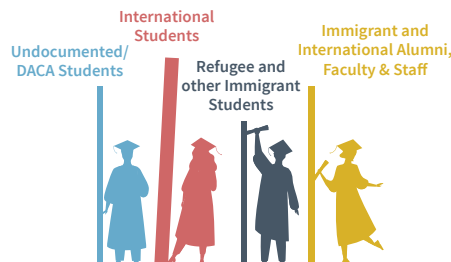 International
Students
Immigrant and
International Alumni,
Faculty & Staff
Undocumented/
DACA Students
Refugee and
other Immigrant
Students